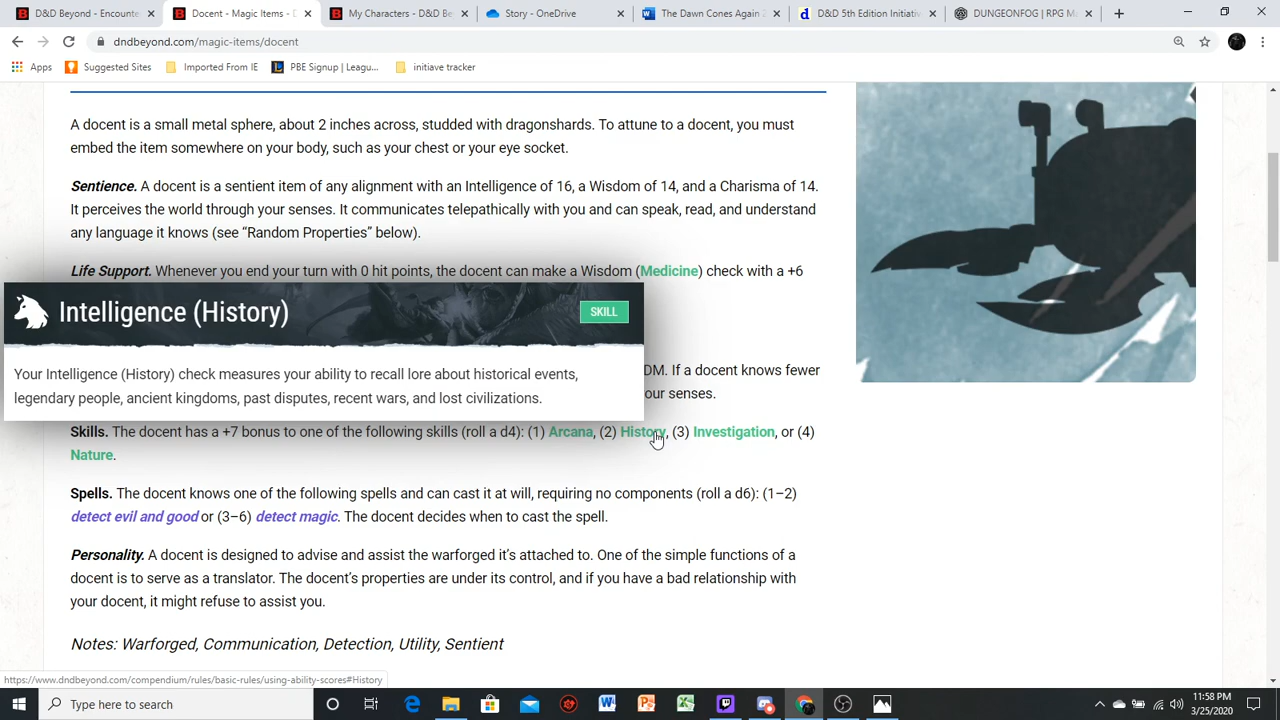 D&D Beyond - Encounte
Docent - Magic Items - D
My Characters - D&D Be
Story - OneDrive
The Dawn Comes Again
D&D 5th Edition Initiativ
DUNGEONFOG | RPG M
dndbeyond.com/magic-items/docent
Apps
Suggested Sites
Imported From IE
PBE Signup | Leagu...
initiave tracker
A docent is a small metal sphere, about 2 inches across, studded with dragonshards. To attune to a docent, you must
embed the item somewhere on your body, such as your chest or your eye socket.
Sentience. A docent is a sentient item of any alignment with an Intelligence of 16, a Wisdom of 14, and a Charisma of 14.
It perceives the world through your senses. It communicates telepathically with you and can speak, read, and understand
any language it knows (see “Random Properties” below).
Life Support. Whenever you end your turn with 0 hit points, the docent can make a Wisdom (Medicine) check with a +6
Intelligence (History)
SKILL
Your Intelligence (History) check measures your ability to recall lore about historical events,
legendary people, ancient kingdoms, past disputes, recent wars, and lost civilizations.
DM. If a docent knows fewer
our senses.
Skills. The docent has a +7 bonus to one of the following skills (roll a d4): (1) Arcana, (2) History, (3) Investigation, or (4)
Nature.
Spells. The docent knows one of the following spells and can cast it at will, requiring no components (roll a d6): (1–2)
detect evil and good or (3–6) detect magic. The docent decides when to cast the spell.
Personality. A docent is designed to advise and assist the warforged it’s attached to. One of the simple functions of a
docent is to serve as a translator. The docent’s properties are under its control, and if you have a bad relationship with
your docent, it might refuse to assist you.
Notes: Warforged, Communication, Detection, Utility, Sentient
https://www.dndbeyond.com/compendium/rules/basic-rules/using-ability-scores#History
Type here to search
11:58 PM
3/25/2020